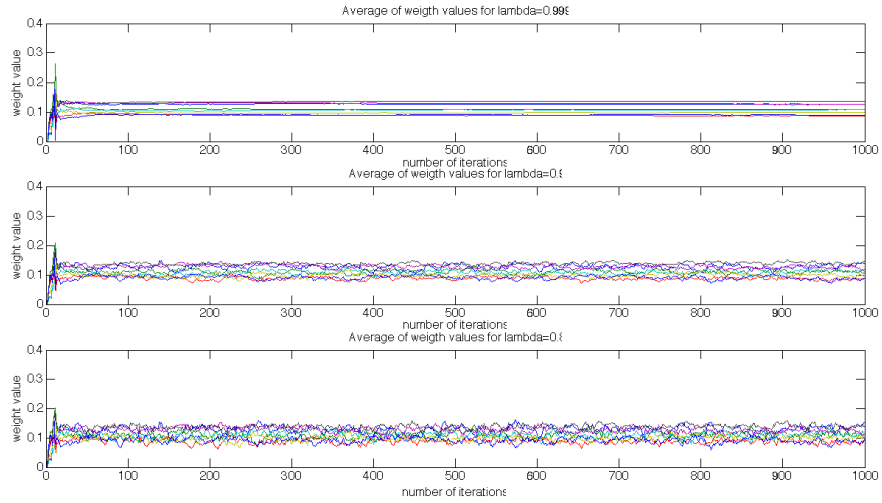 Average of weigth values for lambda=0.999
0.4
0.3
0.2
0.1
0
weight value
0 100 200 300 400 500 600 700 800 900 1000
number of iterations
Average of weigth values for lambda=0.9
0.4
0.3
0.2
0.1
0
weight value
0 100 200 300 400 500 600 700 800 900 1000
number of iterations
Average of weigth values for lambda=0.8
0.4
0.3
0.2
0.1
0
weight value
0 100 200 300 400 500 600 700 800 900 1000
number of iterations